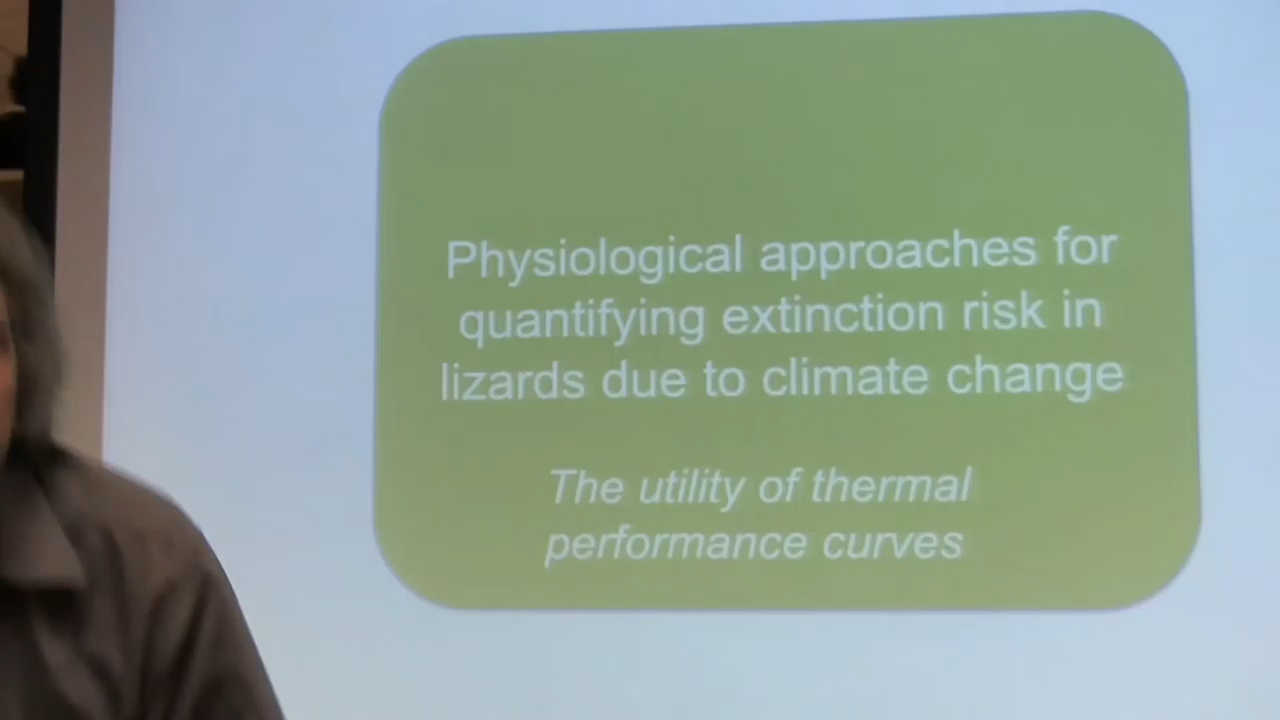 Physiological approaches for
quantifying extinction risk in
lizards due to climate change
The utility of thermal
performance curves